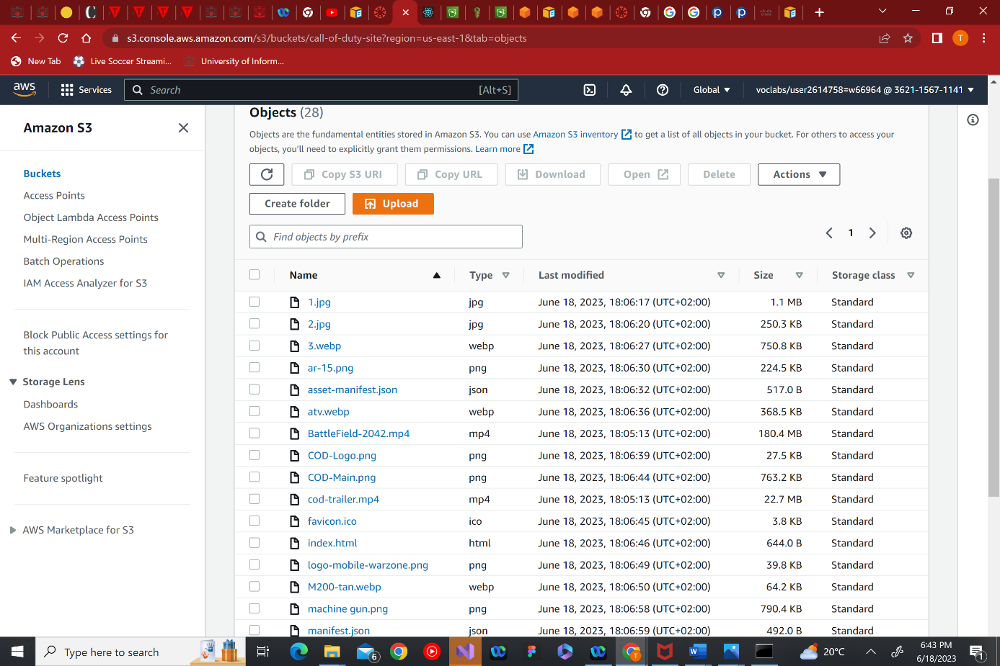 s3.console.aws.amazon.com/s3/buckets/call-of-duty-site?region=us-east-1&tab=objects
T
New Tab
Live Soccer Streami...
University of Inform...
aws
Services
Search
[Alt+S]
Global
voclabs/user2614758=w66964 @ 3621-1567-1141
Amazon S3
Buckets
Access Points
Object Lambda Access Points
Multi-Region Access Points
Batch Operations
IAM Access Analyzer for S3
Block Public Access settings for
this account
Storage Lens
Dashboards
AWS Organizations settings
Feature spotlight
AWS Marketplace for S3
Objects (28)
Objects are the fundamental entities stored in Amazon S3. You can use Amazon S3 inventory to get a list of all objects in your bucket. For others to access your
objects, you'll need to explicitly grant them permissions. Learn more
Copy S3 URI
Copy URL
Download
Open
Delete
Actions
Create folder
Upload
Find objects by prefix
1
Name Type Last modified Size Storage class
1.jpg jpg June 18, 2023, 18:06:17 (UTC+02:00) 1.1 MB Standard
2.jpg jpg June 18, 2023, 18:06:20 (UTC+02:00) 250.3 KB Standard
3.webp webp June 18, 2023, 18:06:27 (UTC+02:00) 750.8 KB Standard
ar-15.png png June 18, 2023, 18:06:30 (UTC+02:00) 224.5 KB Standard
asset-manifest.json json June 18, 2023, 18:06:32 (UTC+02:00) 517.0 B Standard
atv.webp webp June 18, 2023, 18:06:36 (UTC+02:00) 368.5 KB Standard
BattleField-2042.mp4 mp4 June 18, 2023, 18:05:13 (UTC+02:00) 180.4 MB Standard
COD-Logo.png png June 18, 2023, 18:06:39 (UTC+02:00) 27.5 KB Standard
COD-Main.png png June 18, 2023, 18:06:44 (UTC+02:00) 763.2 KB Standard
cod-trailer.mp4 mp4 June 18, 2023, 18:05:13 (UTC+02:00) 22.7 MB Standard
favicon.ico ico June 18, 2023, 18:06:45 (UTC+02:00) 3.8 KB Standard
index.html html June 18, 2023, 18:06:46 (UTC+02:00) 644.0 B Standard
logo-mobile-warzone.png png June 18, 2023, 18:06:49 (UTC+02:00) 39.8 KB Standard
M200-tan.webp webp June 18, 2023, 18:06:50 (UTC+02:00) 64.2 KB Standard
machine gun.png png June 18, 2023, 18:06:58 (UTC+02:00) 790.4 KB Standard
manifest.json json June 18, 2023, 18:06:59 (UTC+02:00) 492.0 B Standard
Type here to search
6
20°C
6:43 PM
6/18/2023
1